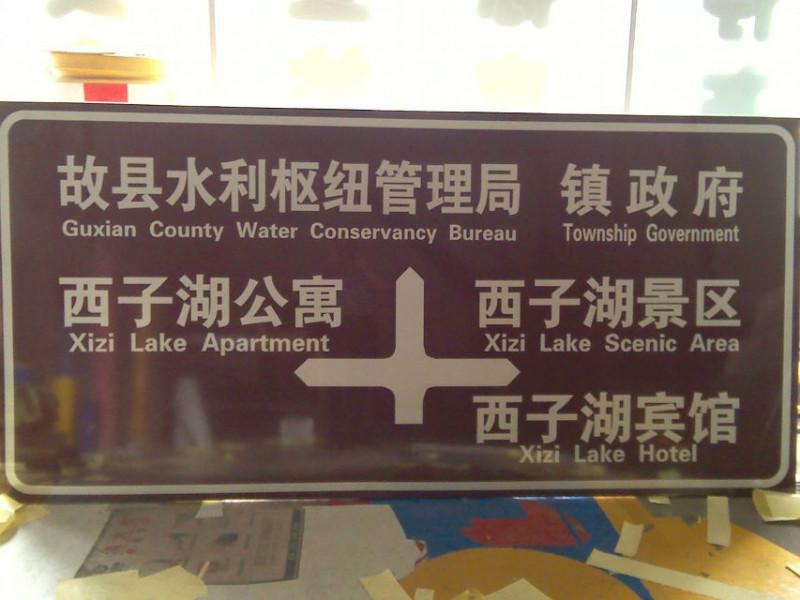 故县水利枢纽管理局 镇政府
Guxian County Water Conservancy Bureau Township Government
西子湖公寓 西子湖景区
Xizi Lake Apartment Xizi Lake Scenic Area
西子湖宾馆
Xizi Lake Hotel